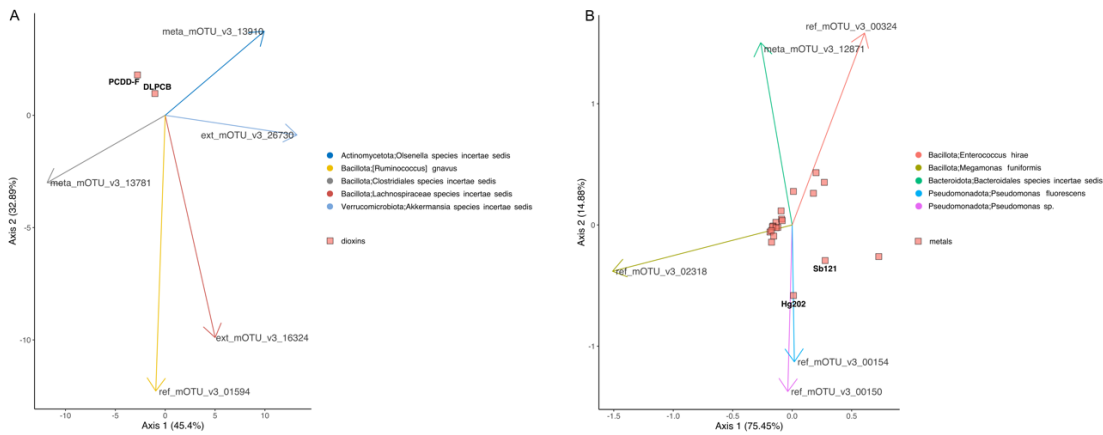 A
meta_mOTU_v3_13910
PCDD-F
DLPCB
ext_mOTU_v3_26730
meta_mOTU_v3_13781
ext_mOTU_v3_16324
ref_mOTU_v3_01594
0
-5
-10
Axis 2 (32.89%)
-10
-5
0
5
10
Axis 1 (45.4%)
Actinomycetota;Olsenella species incertae sedis
Bacillota;[Ruminococcus] gnavus
Bacillota;Clostridiales species incertae sedis
Bacillota;Lachnospiraceae species incertae sedis
Verrucomicrobiota;Akkermansia species incertae sedis
dioxins
B
ref_mOTU_v3_00324
meta_mOTU_v3_12871
ref_mOTU_v3_02318
Sb121
Hg202
ref_mOTU_v3_00154
ref_mOTU_v3_00150
1
0
-1
Axis 2 (14.88%)
-1.5
-1.0
-0.5
0.0
0.5
Axis 1 (75.45%)
Bacillota;Enterococcus hirae
Bacillota;Megamonas funiformis
Bacteroidota;Bacteroidales species incertae sedis
Pseudomonadota;Pseudomonas fluorescens
Pseudomonadota;Pseudomonas sp.
metals